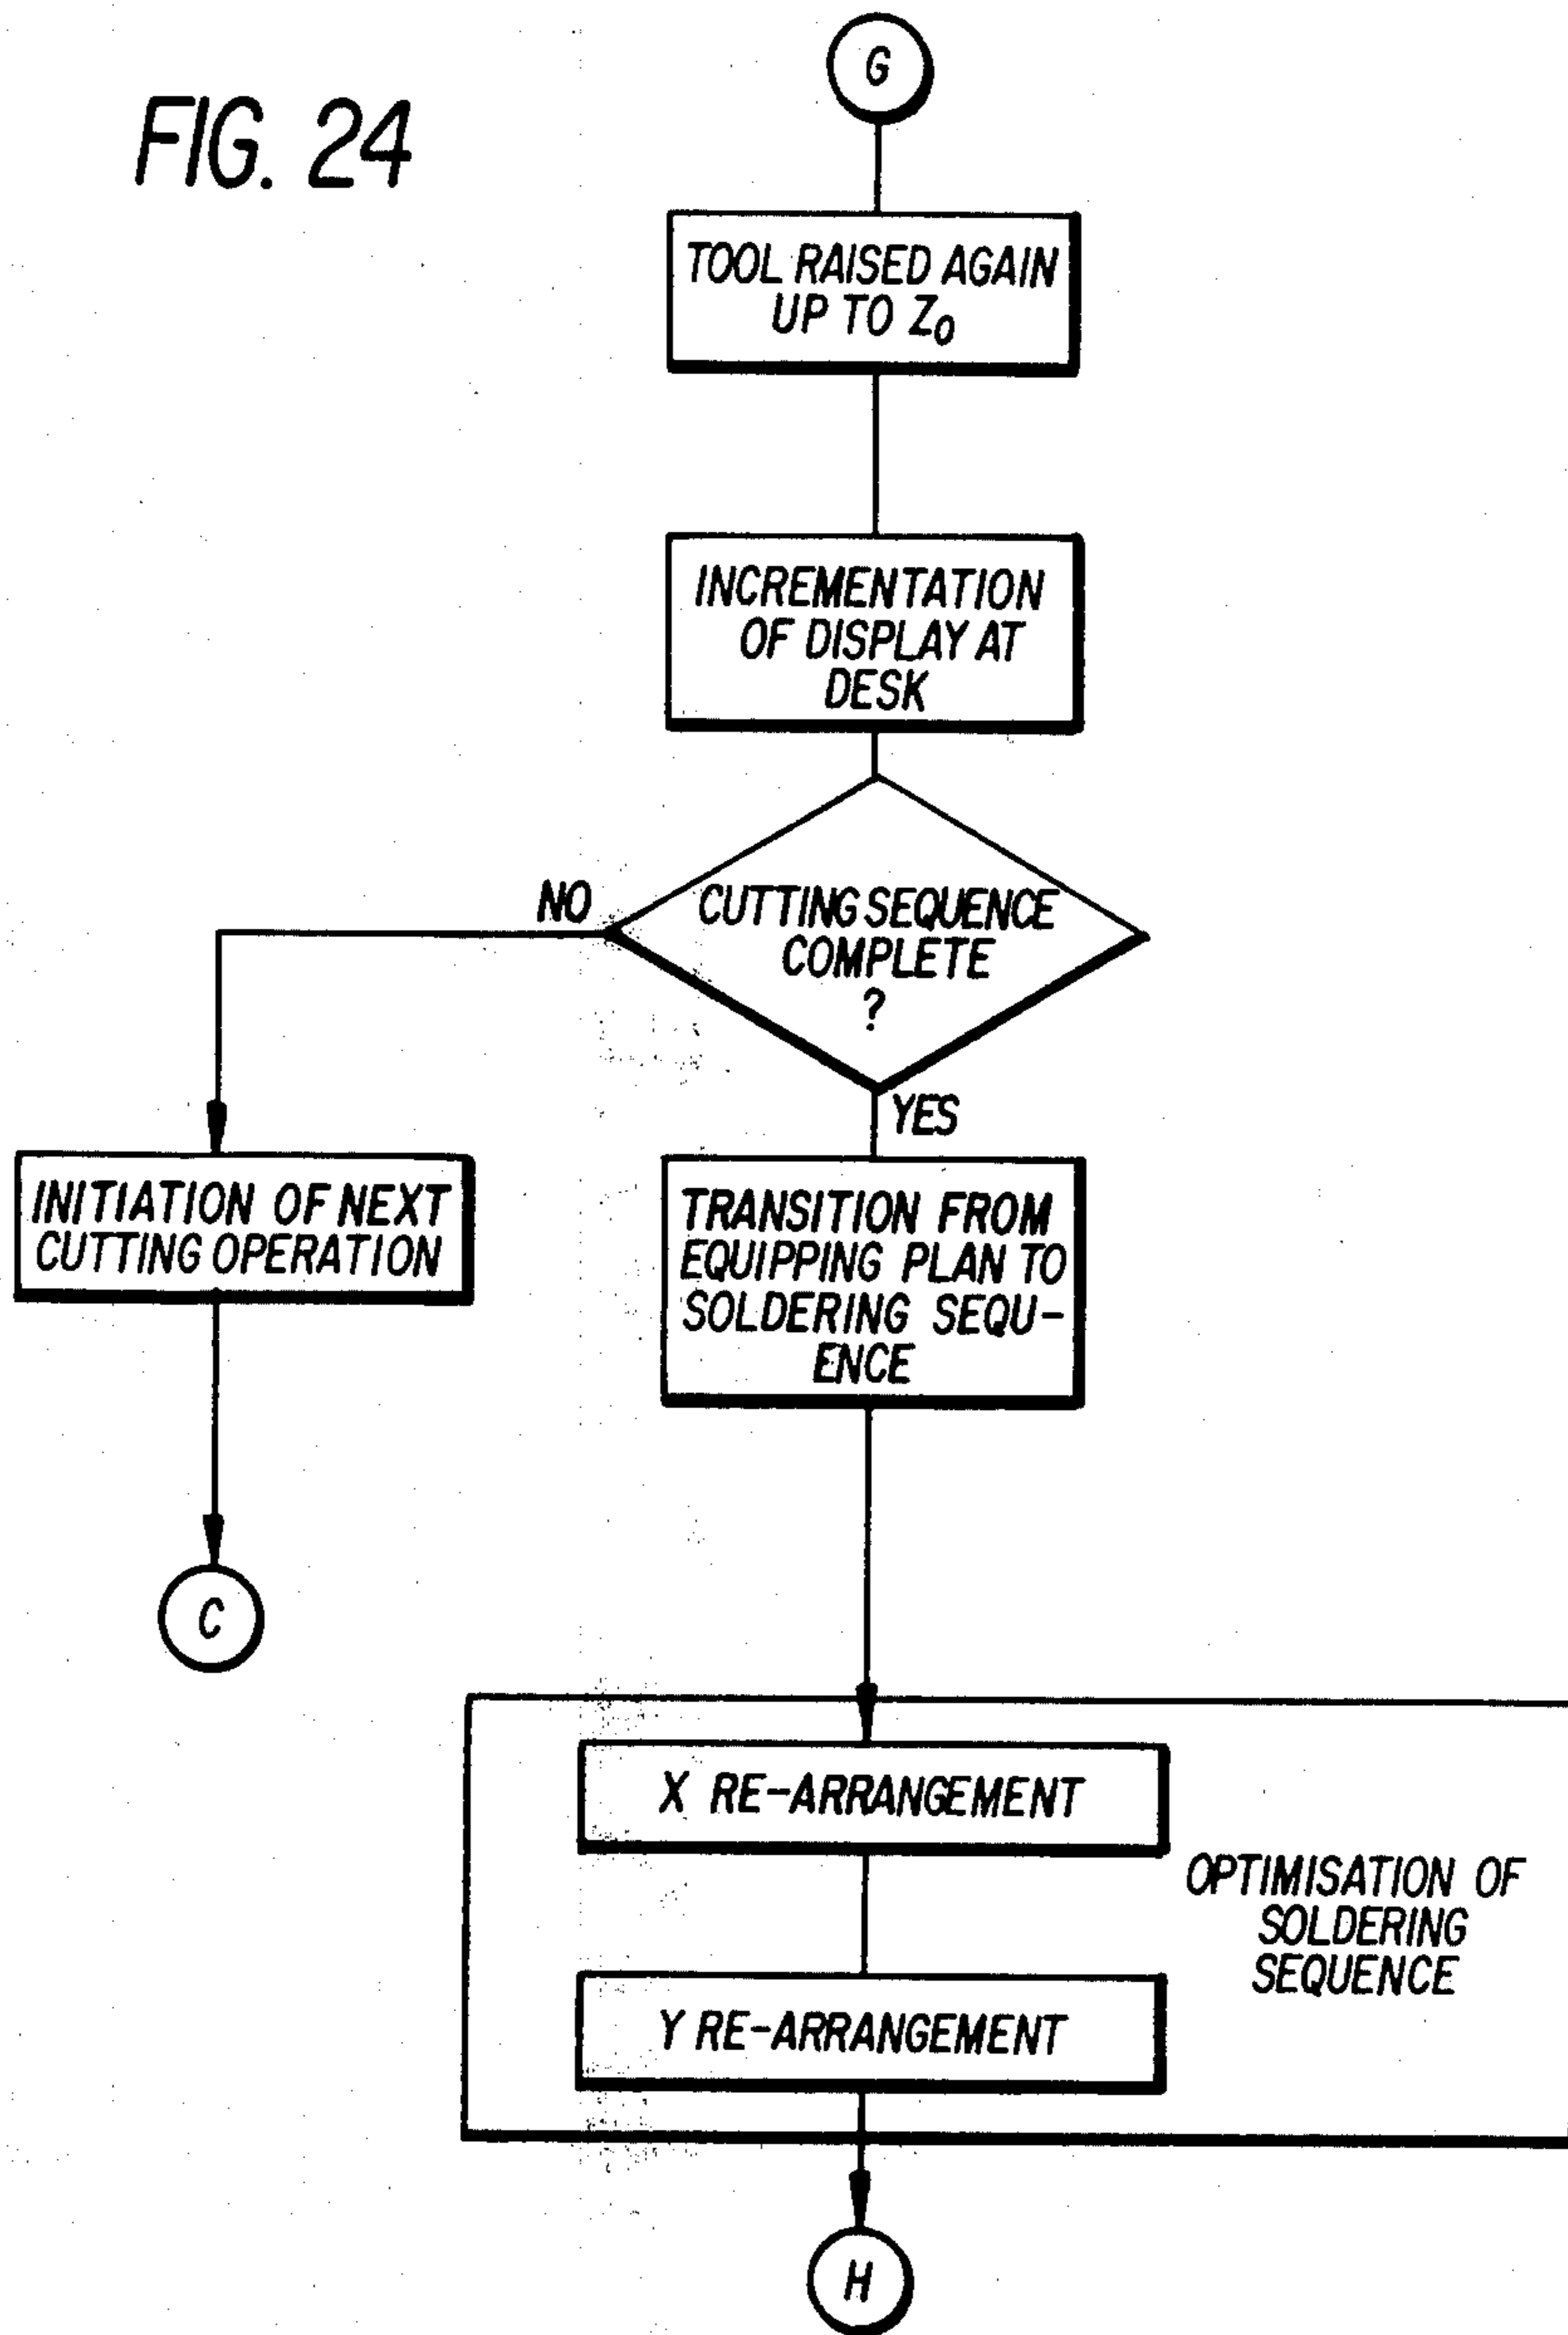 FIG. 24
G
TOOL RAISED AGAIN
UP TO Z0
INCREMENTATION
OF DISPLAY AT
DESK
CUTTING SEQUENCE
COMPLETE
?
NO
YES
INITIATION OF NEXT
CUTTING OPERATION
C
TRANSITION FROM
EQUIPPING PLAN TO
SOLDERING SEQU-
ENCE
X RE-ARRANGEMENT
OPTIMISATION OF
SOLDERING
SEQUENCE
Y RE-ARRANGEMENT
H